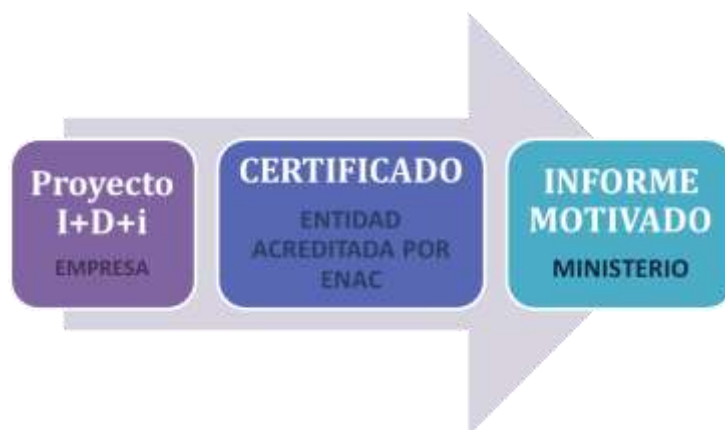 Proyecto
I+D+i
EMPRESA
CERTIFICADO
ENTIDAD
ACREDITADA POR
ENAC
INFORME
MOTIVADO
MINISTERIO